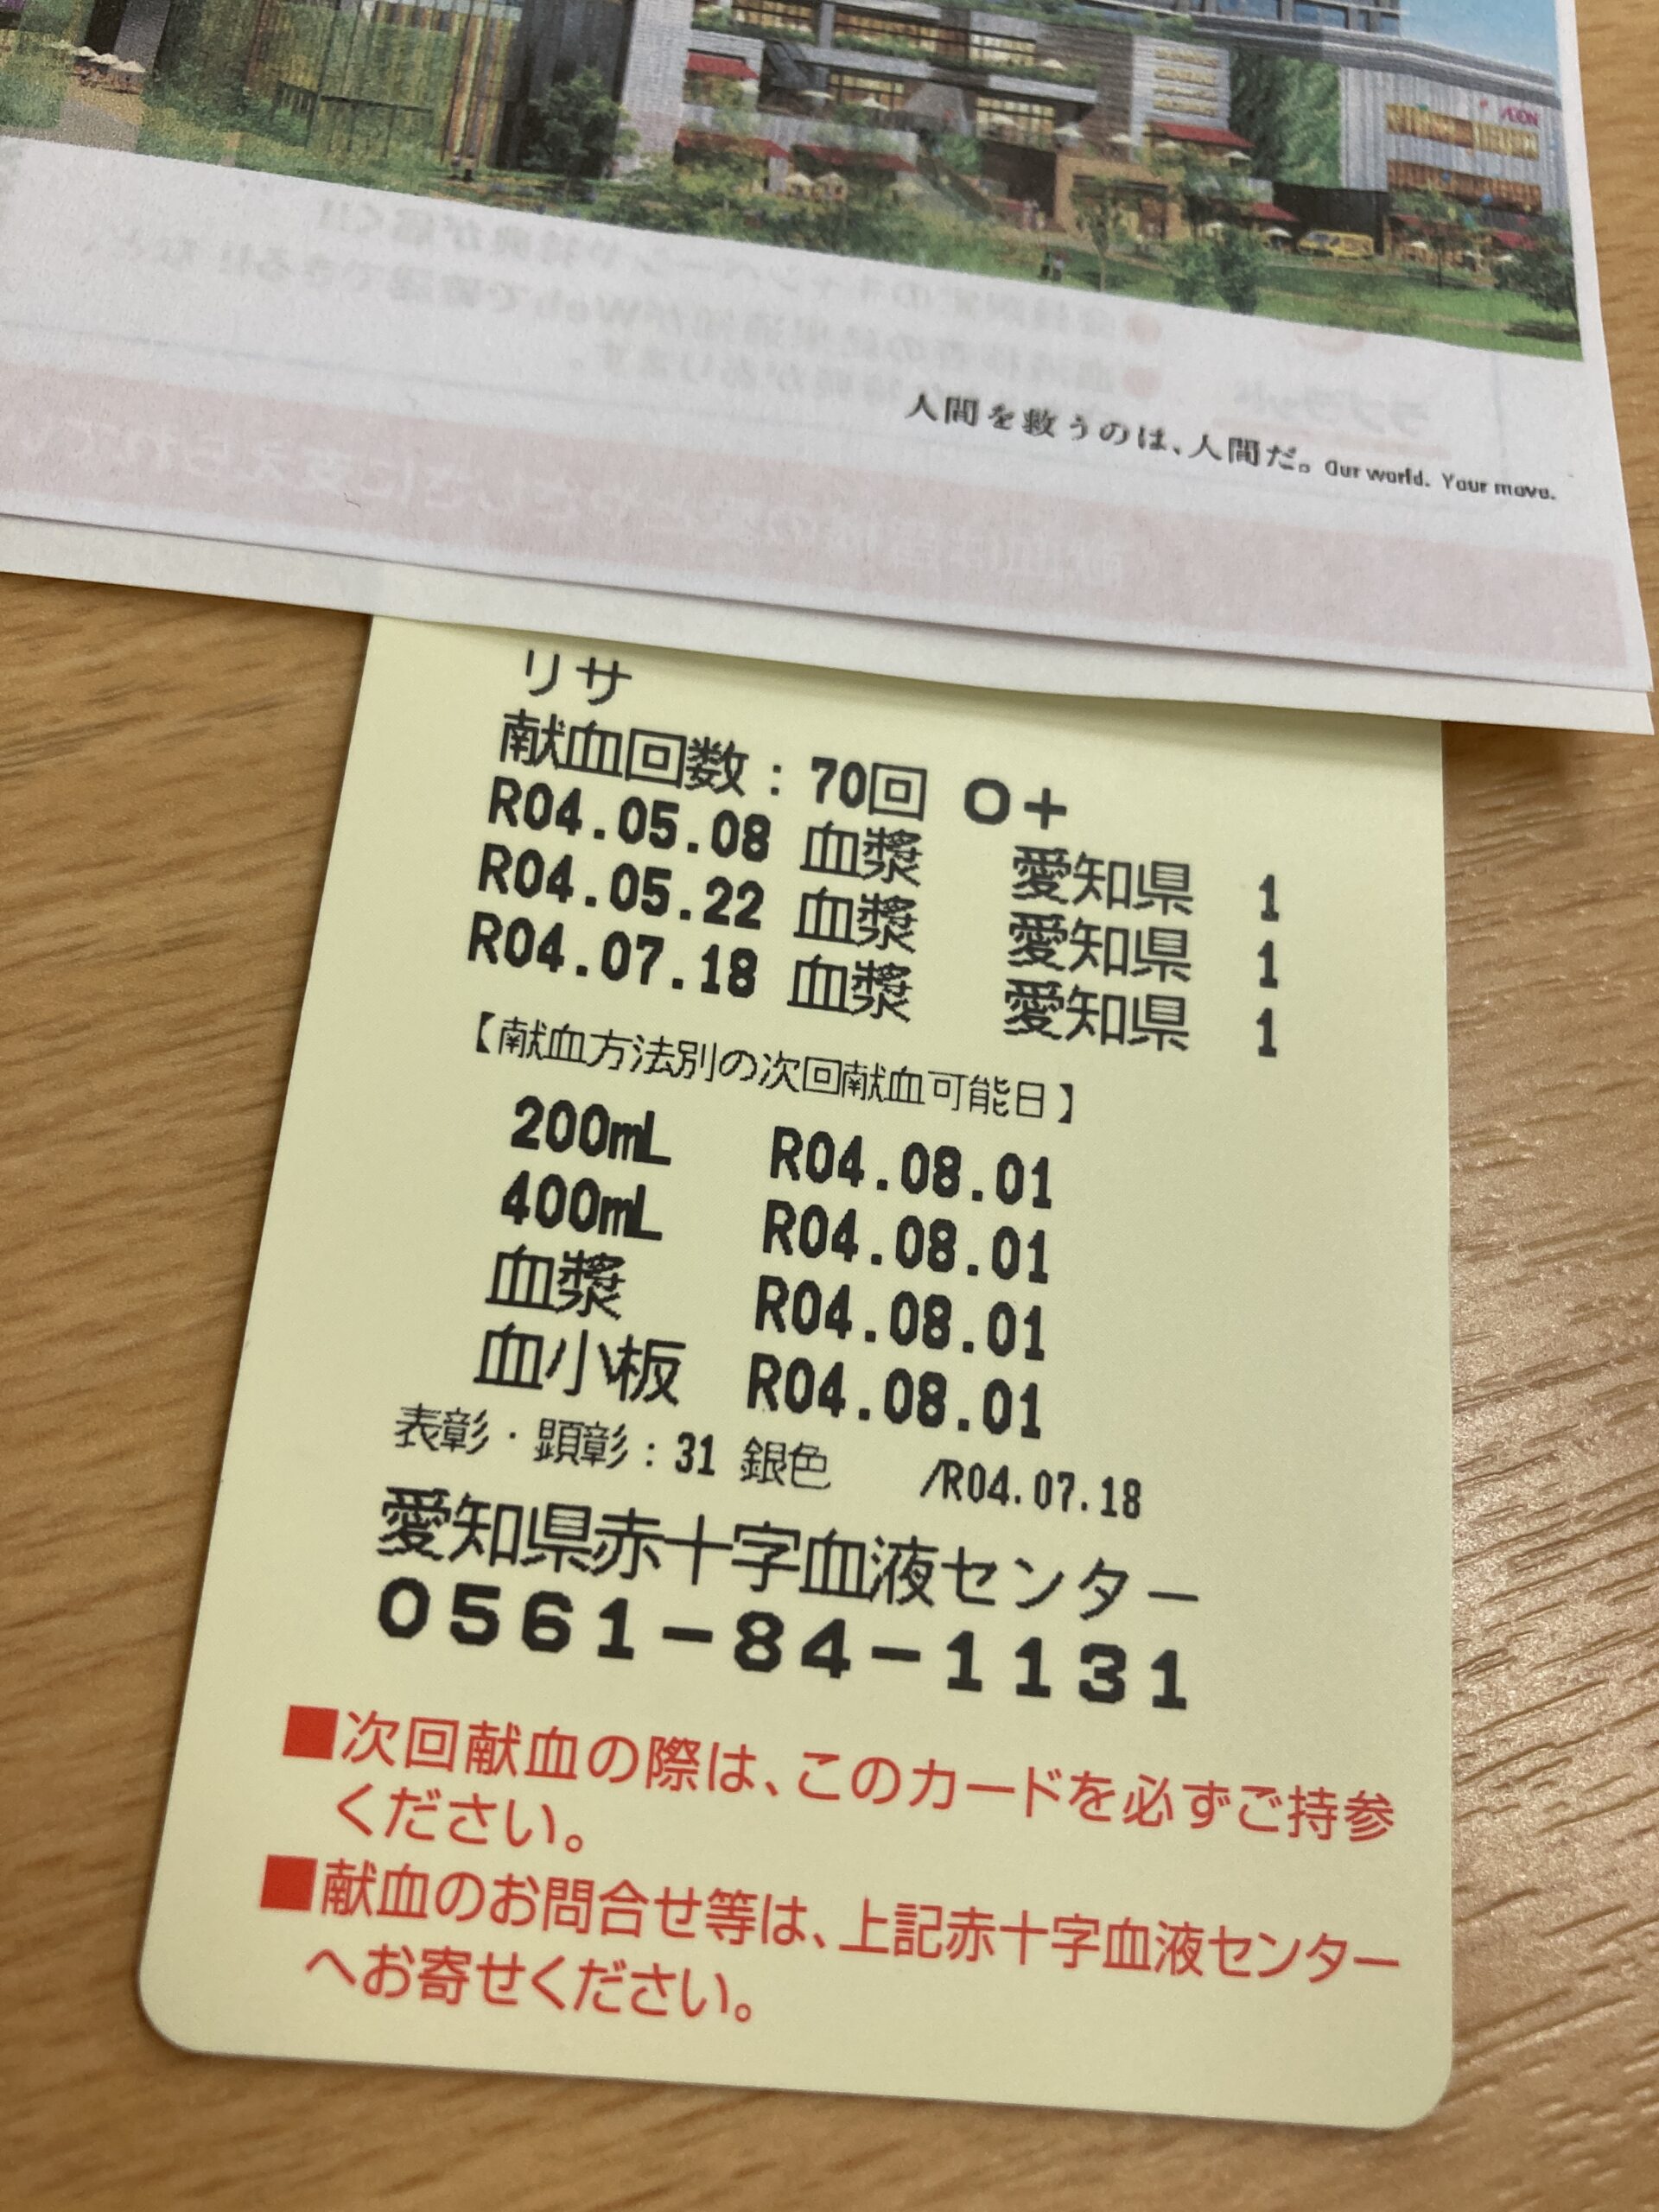 AEON
人間を救うのは、人間だ。 Our world. Your move.
リサ
献血回数：70回 O+
R04.05.08 血漿 愛知県 1
R04.05.22 血漿 愛知県 1
R04.07.18 血漿 愛知県 1
【献血方法別の次回献血可能日】
200mL R04.08.01
400mL R04.08.01
血漿 R04.08.01
血小板 R04.08.01
表彰・顕彰：31 銀色 /R04.07.18
愛知県赤十字血液センター
0561-84-1131
■次回献血の際は、このカードを必ずご持参
ください。
■献血のお問合せ等は、上記赤十字血液センター
へお寄せください。